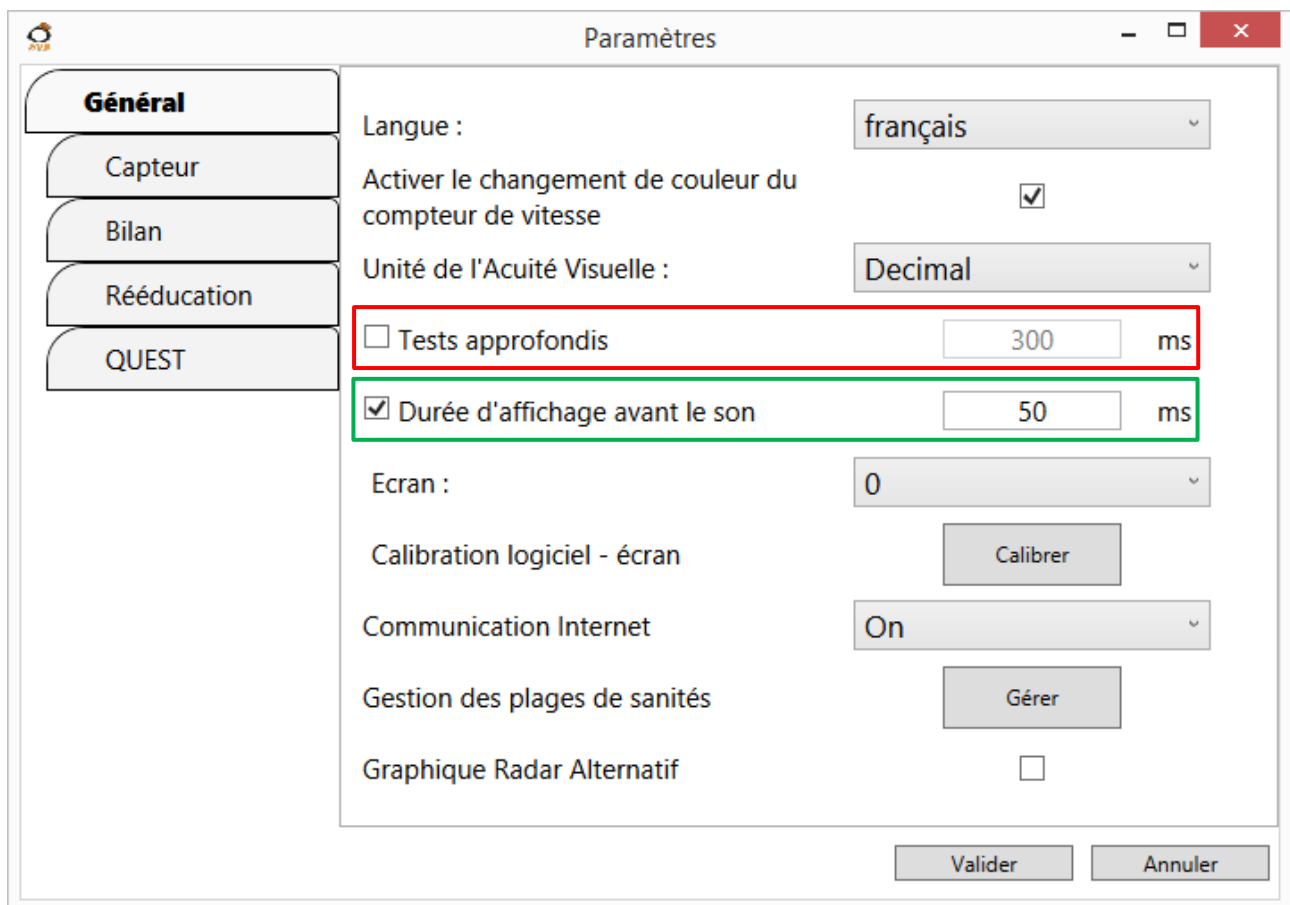 Paramètres
Général
Capteur
Bilan
Rééducation
QUEST
Langue :
français
Activer le changement de couleur du
compteur de vitesse
Unité de l'Acuité Visuelle :
Decimal
Tests approfondis
300
ms
Durée d'affichage avant le son
50
ms
Ecran :
0
Calibration logiciel - écran
Calibrer
Communication Internet
On
Gestion des plages de sanités
Gérer
Graphique Radar Alternatif
Valider
Annuler